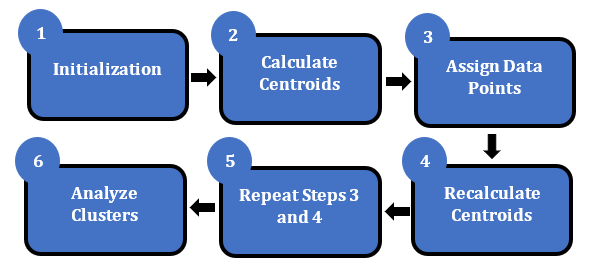 1
Initialization
2
Calculate
Centroids
3
Assign Data
Points
4
Recalculate
Centroids
5
Repeat Steps 3
and 4
6
Analyze
Clusters